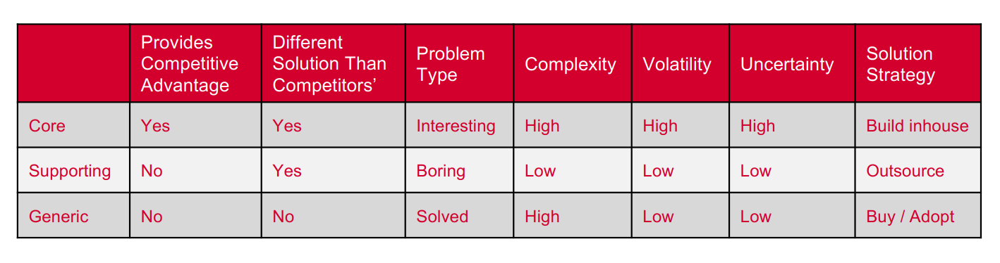 Provides Competitive Advantage
Different Solution Than Competitors’
Problem Type
Complexity
Volatility
Uncertainty
Solution Strategy
Core Yes Yes Interesting High High High Build inhouse
Supporting No Yes Boring Low Low Low Outsource
Generic No No Solved High Low Low Buy / Adopt